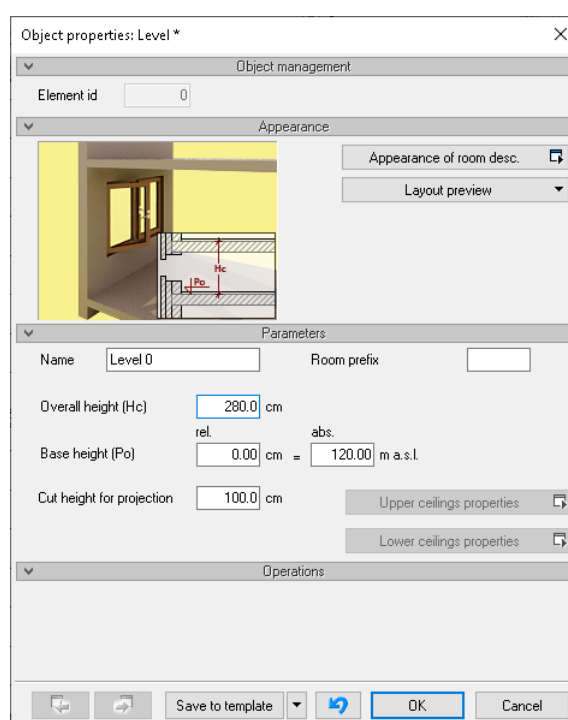 Object properties: Level *
Object management
Element id 0
Appearance
Appearance of room desc.
Layout preview
Hc
Po
Parameters
Name Level 0 Room prefix
Overall height (Hc) 280.0 cm
rel. abs.
Base height (Po) 0.00 cm = 120.00 m a.s.l.
Cut height for projection 100.0 cm
Upper ceilings properties
Lower ceilings properties
Operations
Save to template OK Cancel